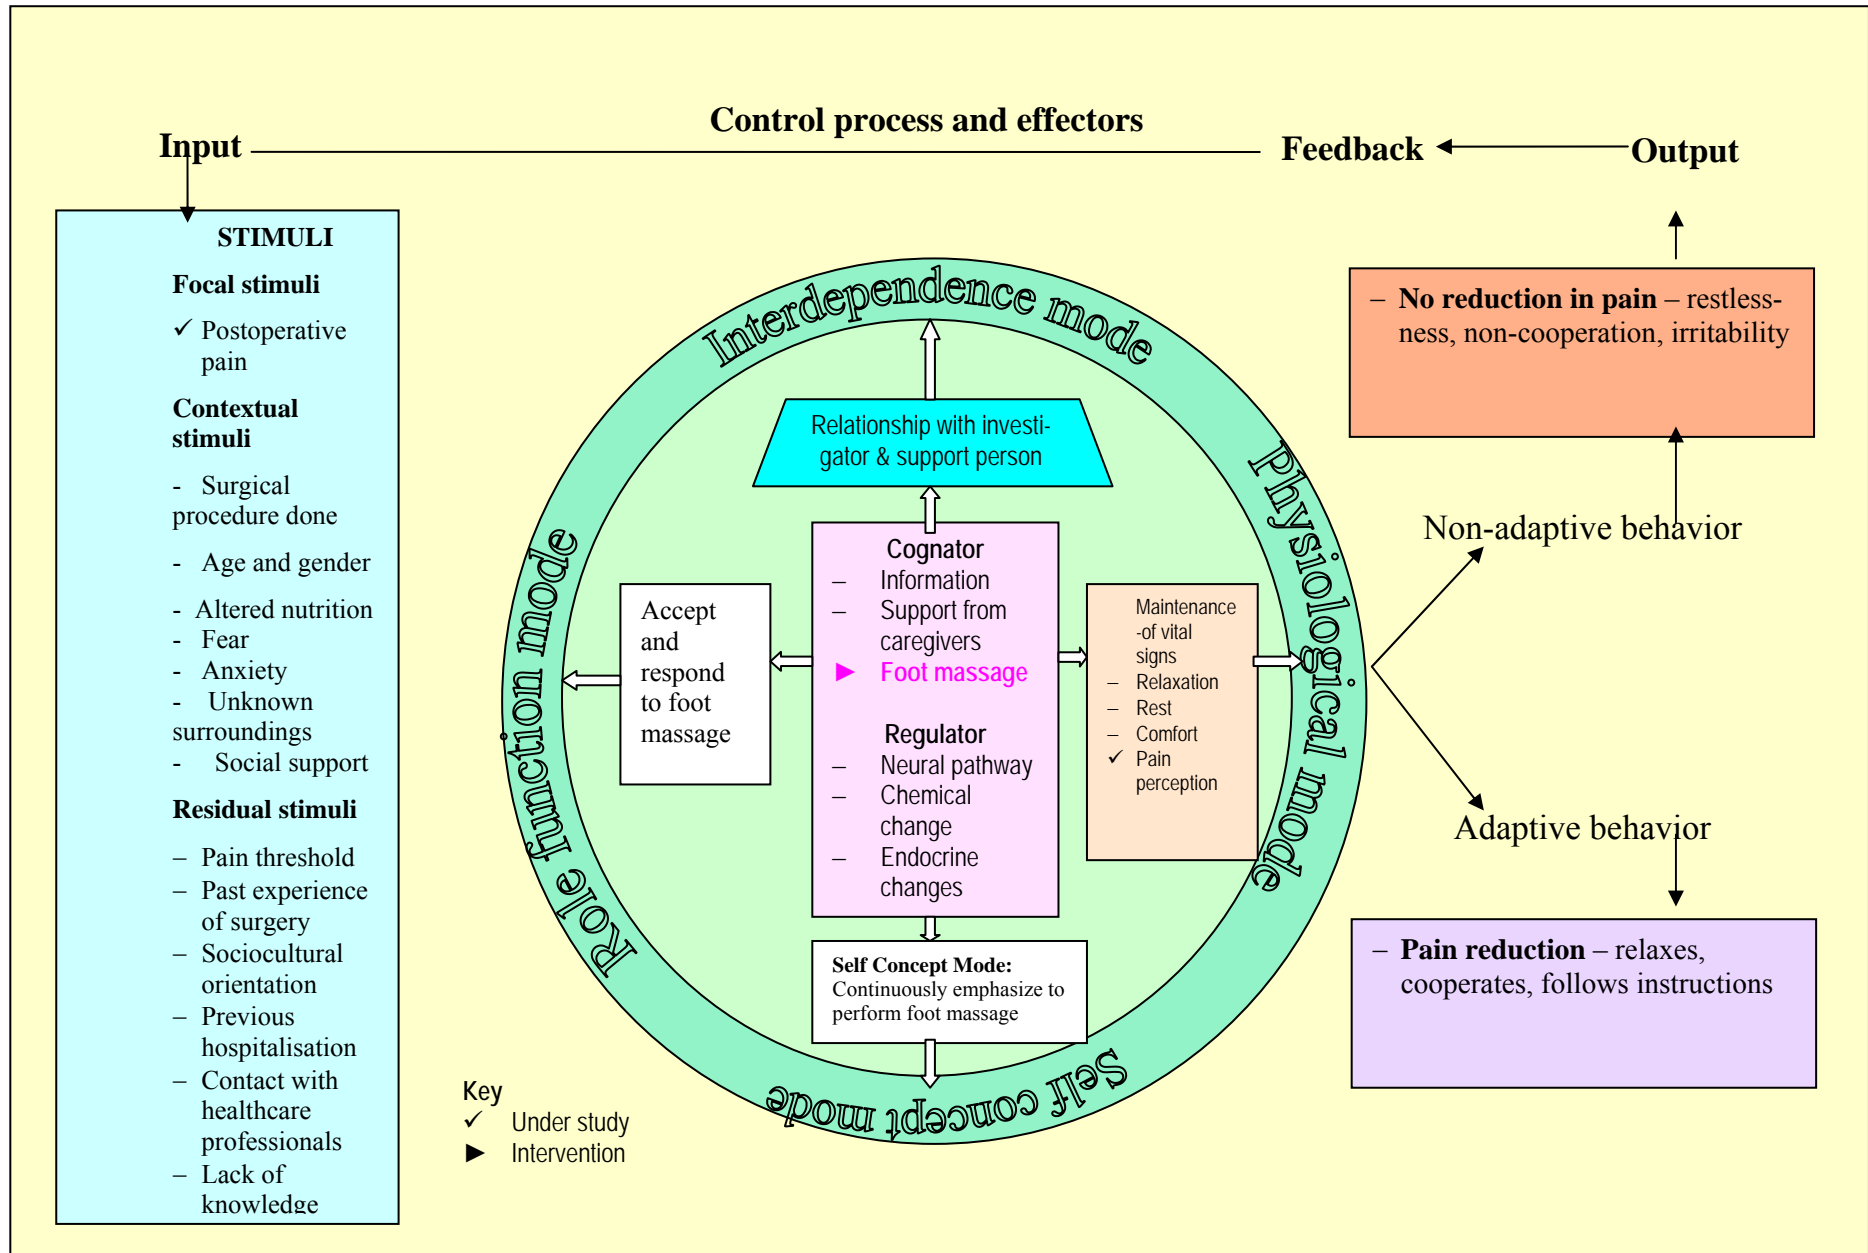 Control process and effectors
Input
Feedback
Output
STIMULI
Focal stimuli
✓ Postoperative
pain
Contextual
stimuli
- Surgical
procedure done
- Age and gender
- Altered nutrition
- Fear
- Anxiety
- Unknown
surroundings
- Social support
Residual stimuli
– Pain threshold
– Past experience
of surgery
– Sociocultural
orientation
– Previous
hospitalisation
– Contact with
healthcare
professionals
– Lack of
knowledge
Interdependence mode
Relationship with investi-
gator & support person
Role function mode
Accept
and
respond
to foot
massage
Cognator
– Information
– Support from
caregivers
► Foot massage
Regulator
– Neural pathway
– Chemical
change
– Endocrine
changes
Maintenance
-of vital
signs
– Relaxation
– Rest
– Comfort
✓ Pain
perception
Physiological mode
Self Concept Mode:
Continuously emphasize to
perform foot massage
Self concept mode
Key
✓ Under study
► Intervention
– No reduction in pain – restless-
ness, non-cooperation, irritability
Non-adaptive behavior
Adaptive behavior
– Pain reduction – relaxes,
cooperates, follows instructions